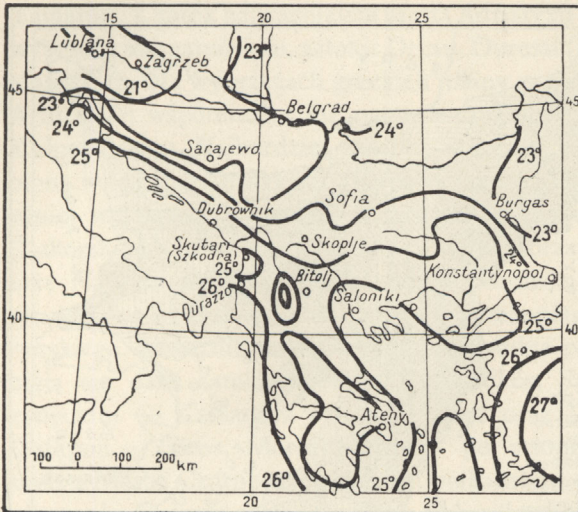 15
20
25
Lublana
Zagrzeb
23°
21°
45
45
Belgrad
23°
24°
24°
25°
23°
Sarajewo
Dubrownik
Sofia
Burgas
23°
Skutari
(Szkodra)
Skoplje
24°
25°
Bitolj
Konstantynopol
26°
Durazzo
Saloniki
25°
40
40
26°
27°
Ateny
100 0 100 200 km
26°
25°
20
25